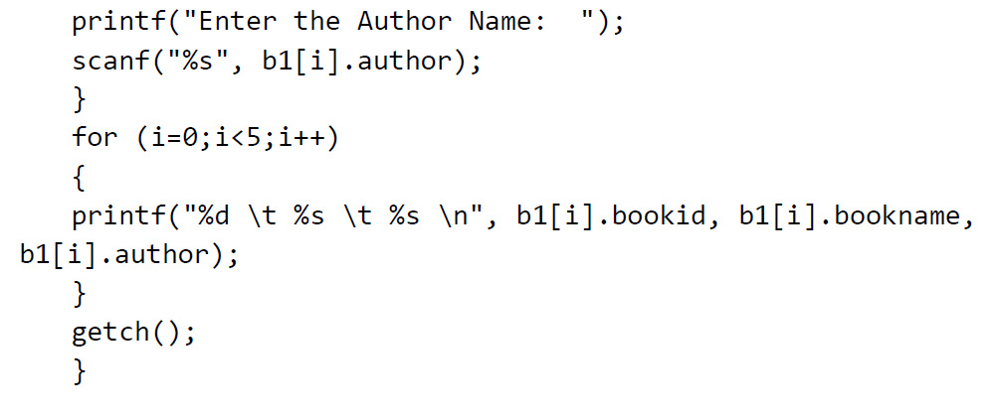 printf("Enter the Author Name:  ");
scanf("%s", b1[i].author);
}
for (i=0;i<5;i++)
{
printf("%d \t %s \t %s \n", b1[i].bookid, b1[i].bookname,
b1[i].author);
}
getch();
}